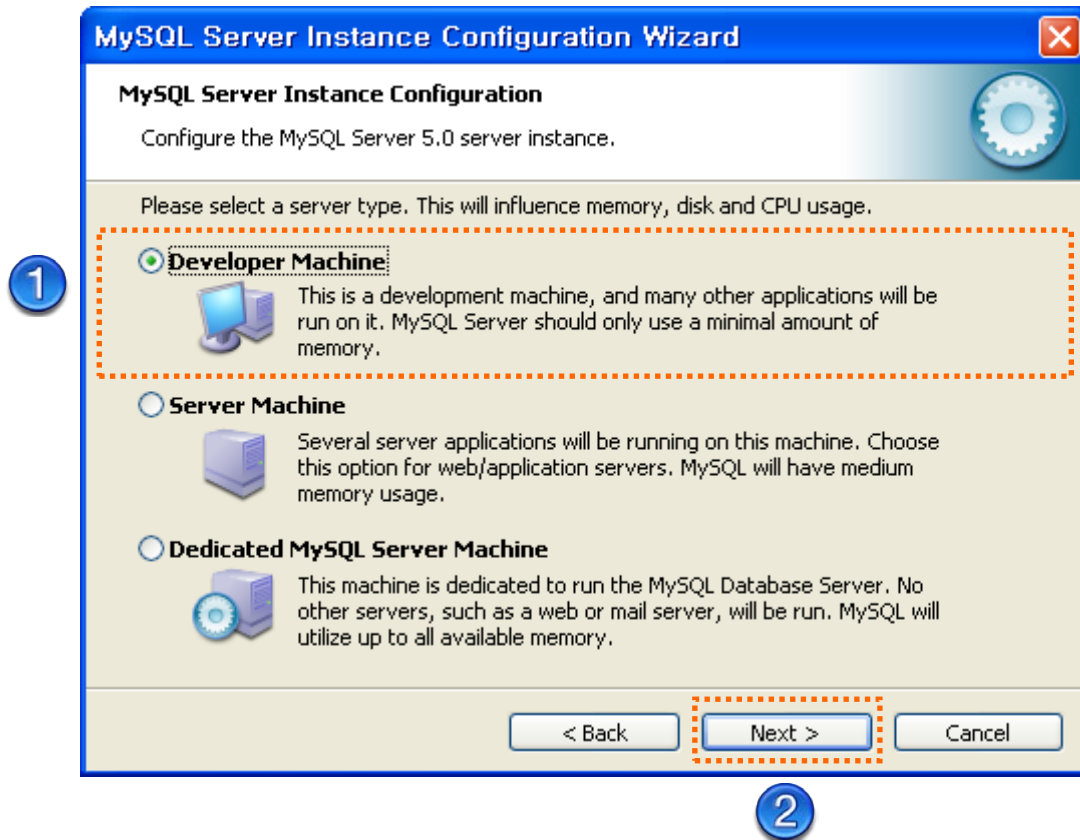 MySQL Server Instance Configuration Wizard
MySQL Server Instance Configuration
Configure the MySQL Server 5.0 server instance.
Please select a server type. This will influence memory, disk and CPU usage.
1
Developer Machine
This is a development machine, and many other applications will be
run on it. MySQL Server should only use a minimal amount of
memory.
Server Machine
Several server applications will be running on this machine. Choose
this option for web/application servers. MySQL will have medium
memory usage.
Dedicated MySQL Server Machine
This machine is dedicated to run the MySQL Database Server. No
other servers, such as a web or mail server, will be run. MySQL will
utilize up to all available memory.
< Back Next > Cancel
2